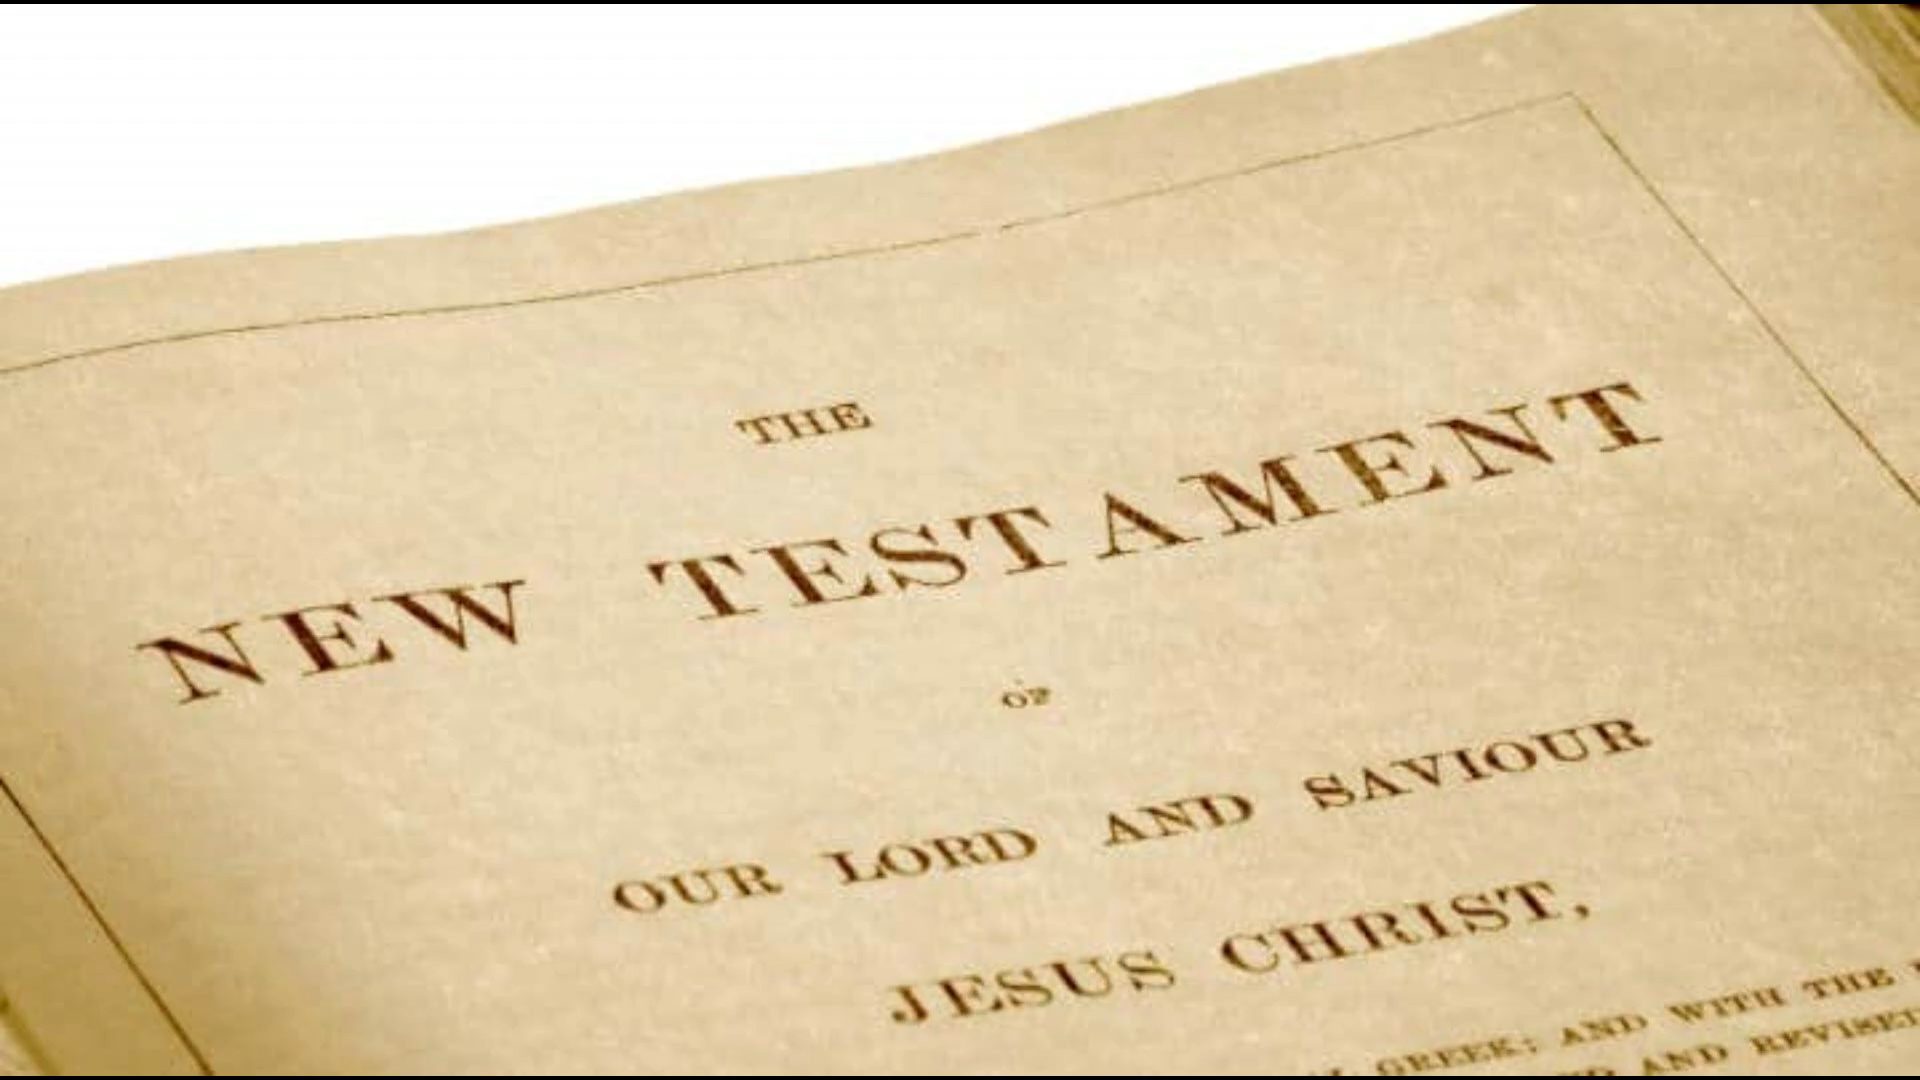 THE
NEW TESTAMENT
OF
OUR LORD AND SAVIOUR
JESUS CHRIST,
GREEK; AND WITH THE
AND REVISED